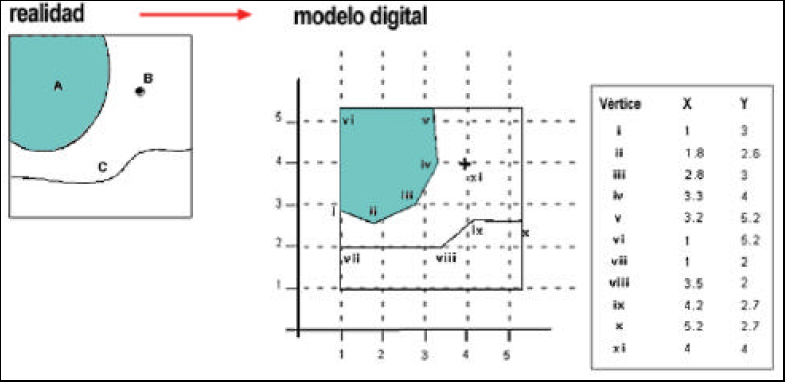 realidad
modelo digital
A
B
C
5
4
3
2
1
vi
v
iv
xi
iii
i
ii
ix
x
vii
viii
1 2 3 4 5
Vèrtice X Y
i 1 3
ii 1.8 2.6
iii 2.8 3
iv 3.3 4
v 3.2 5.2
vi 1 5.2
vii 1 2
viii 3.5 2
ix 4.2 2.7
x 5.2 2.7
xi 4 4